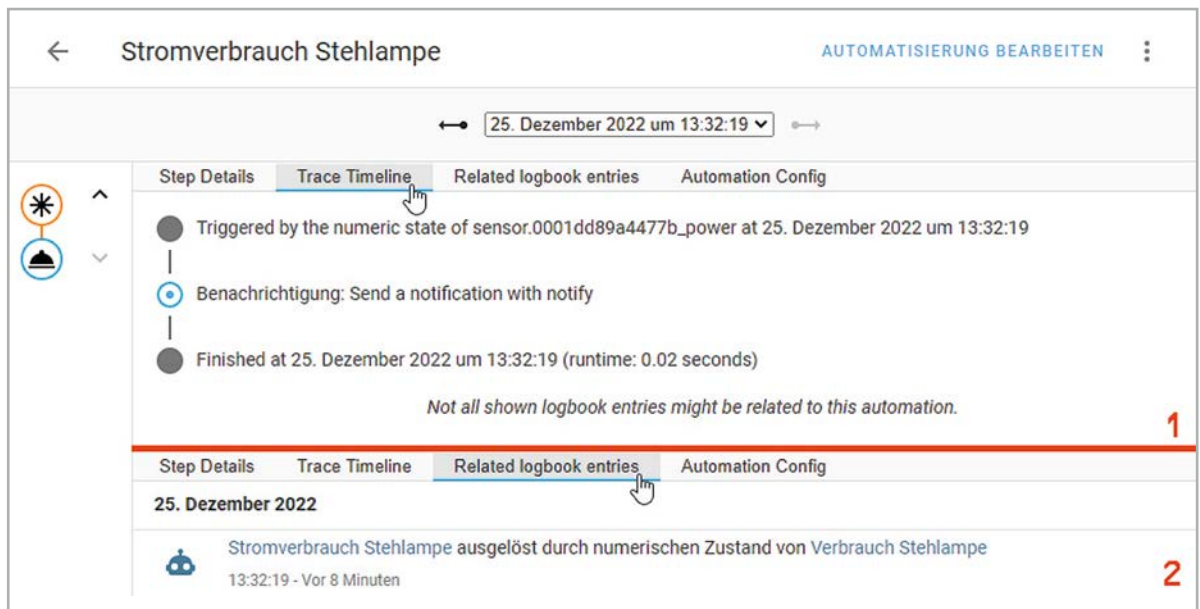 Stromverbrauch Stehlampe AUTOMATISIERUNG BEARBEITEN
25. Dezember 2022 um 13:32:19
Step Details Trace Timeline Related logbook entries Automation Config
Triggered by the numeric state of sensor.0001dd89a4477b_power at 25. Dezember 2022 um 13:32:19
Benachrichtigung: Send a notification with notify
Finished at 25. Dezember 2022 um 13:32:19 (runtime: 0.02 seconds)
Not all shown logbook entries might be related to this automation.
1
Step Details Trace Timeline Related logbook entries Automation Config
25. Dezember 2022
Stromverbrauch Stehlampe ausgelöst durch numerischen Zustand von Verbrauch Stehlampe
13:32:19 - Vor 8 Minuten
2